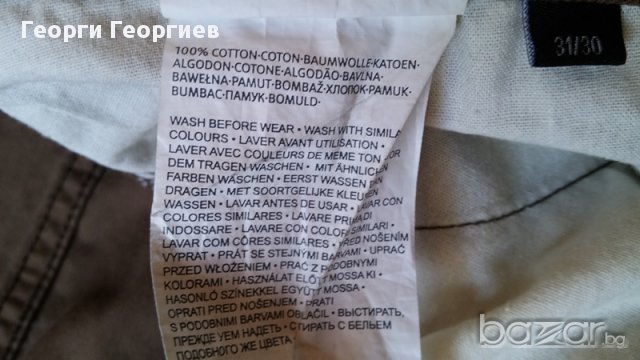 Георги Георгиев
31/30
100% COTTON•COTON•BAUMWOLLE•KATOEN•
ALGODON•COTONE•ALGODÃO•BAVLNA•
BAWEŁNA•PAMUT•BOMBAŽ•ХЛОПОК•PAMUK•
BUMBAC•ПАМУК•BOMULD•
WASH BEFORE WEAR • WASH WITH SIMILA
COLOURS • LAVER AVANT UTILISATION •
LAVER AVEC COULEURS DE MEME TON
DEM TRAGEN WASCHEN • MIT ÄHNLICHEN
FARBEN WASCHEN • EERST WASSEN
DRAGEN • MET SOORTGELIJKE KLEUREN
WASSEN • LAVAR ANTES DE USAR • LAVAR CON
COLORES SIMILARES • LAVARE PRIMA DI
INDOSSARE • LAVARE CON COLORI SIMILARI •
LAVAR COM CÔRES SIMILARES • PŘED NOŠENÍM
VYPRAT • PRÁT SE STEJNÝMI BARVAMI • UPRAĆ
PRZED WŁOŻENIEM • PRAĆ Z PODOBNYMI
KOLORAMI • HASZNÁLAT ELŐTT MOSSA KI •
HASONLÓ SZÍNEKKEL EGYÜTT MOSSA •
OPRATI PRED NOŠENJEM • PRATI
S PODOBNIMI BARVAMI OBLAČIL • ВЫСТИРАТЬ,
ПРЕЖДЕ УЕМ НАДЕТЬ • СТИРАТЬ С БЕЛЬЕМ
ПОДОБНОГО ЖЕ ЦВЕТА
bazar.bg